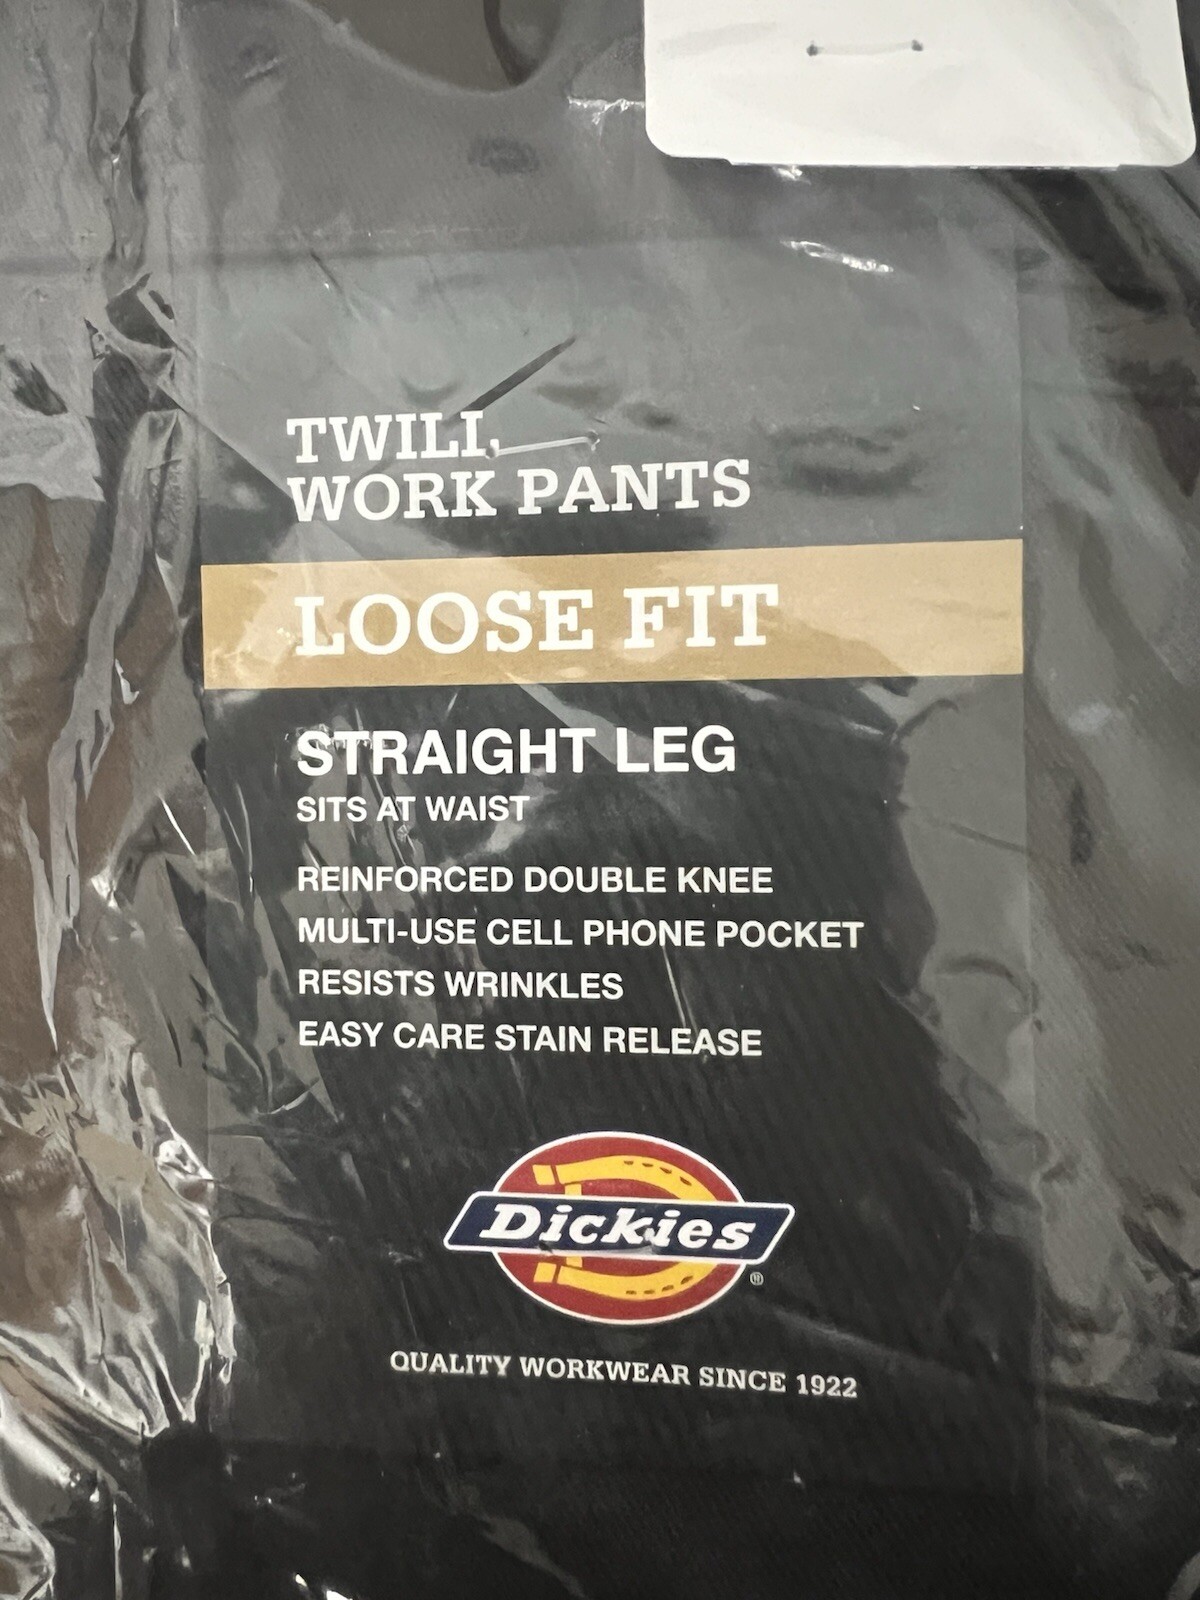 TWILL
WORK PANTS
LOOSE FIT
STRAIGHT LEG
SITS AT WAIST
REINFORCED DOUBLE KNEE
MULTI-USE CELL PHONE POCKET
RESISTS WRINKLES
EASY CARE STAIN RELEASE
Dickies
®
QUALITY WORKWEAR SINCE 1922